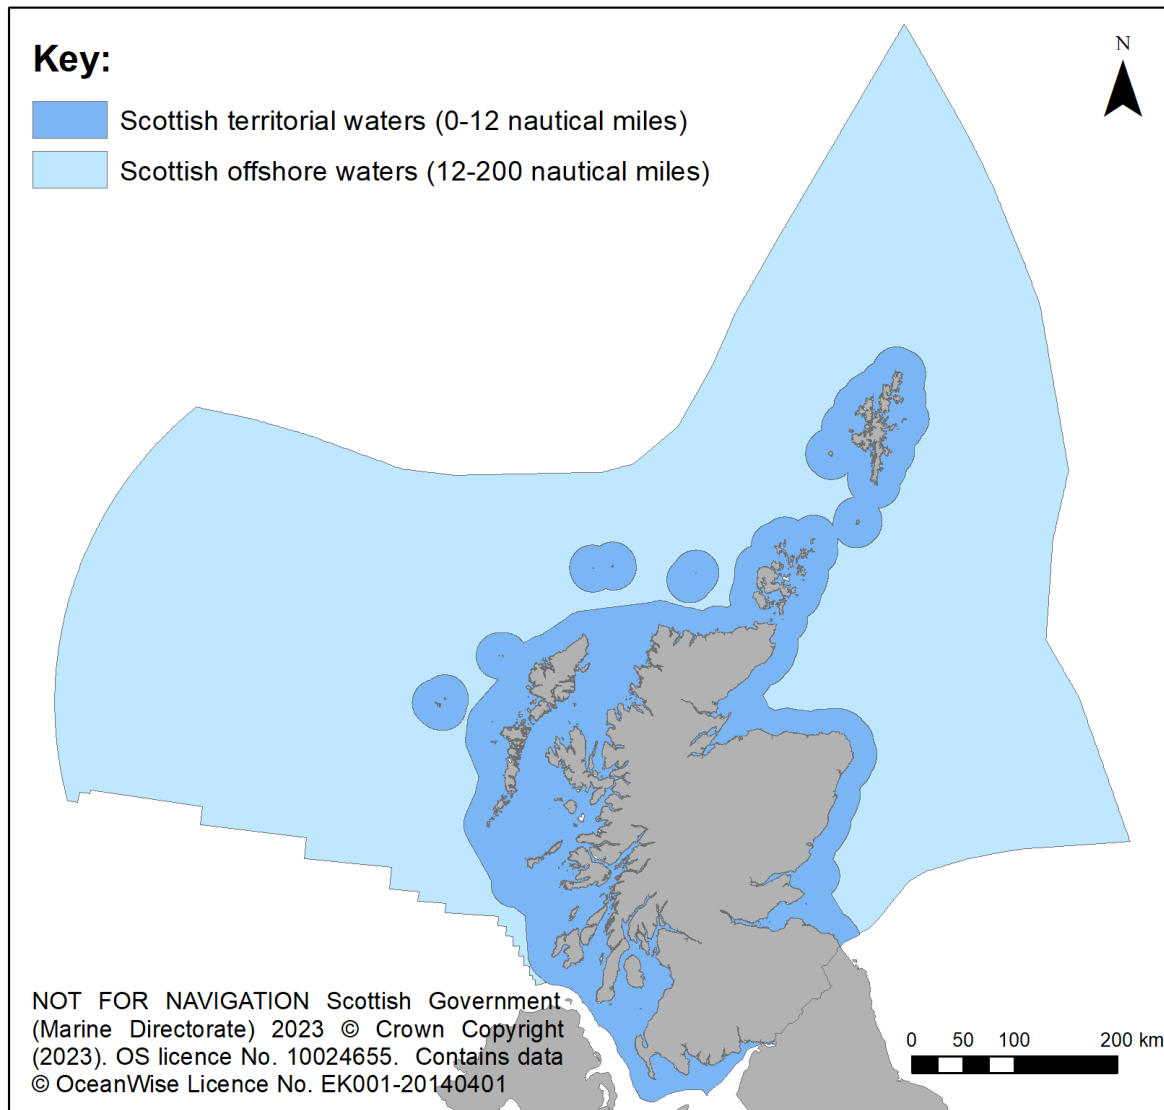 Key:
N
Scottish territorial waters (0-12 nautical miles)
Scottish offshore waters (12-200 nautical miles)
NOT FOR NAVIGATION Scottish Government
(Marine Directorate) 2023 © Crown Copyright
(2023). OS licence No. 10024655. Contains data
© OceanWise Licence No. EK001-20140401
0 50 100 200 km